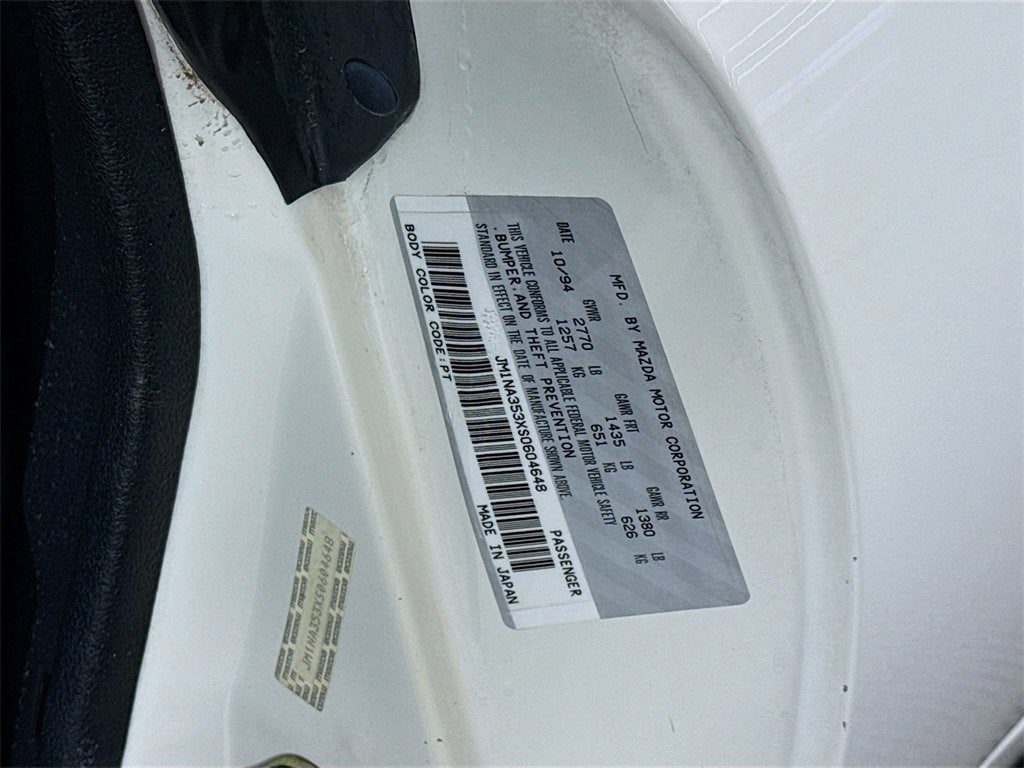 MFD. BY MAZDA MOTOR CORPORATION
DATE GVWR LB GAWR FRT LB GAWR RR LB
10/94 2770 1435 1380
1257 KG 651 KG 626 KG
THIS VEHICLE CONFORMS TO ALL APPLICABLE FEDERAL MOTOR VEHICLE SAFETY
.BUMPER,AND THEFT PREVENTION
STANDARD IN EFFECT ON THE DATE OF MANUFACTURE SHOWN ABOVE.
JM1NA353XS0604648 PASSENGER
BODY COLOR CODE:PT MADE IN JAPAN
JM1NA353XS0604648